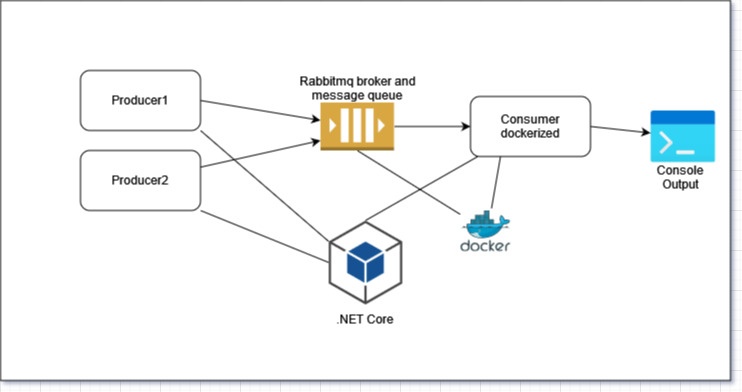 Rabbitmq broker and
message queue
Producer1
Consumer
dockerized
Producer2
Console
Output
docker
.NET Core